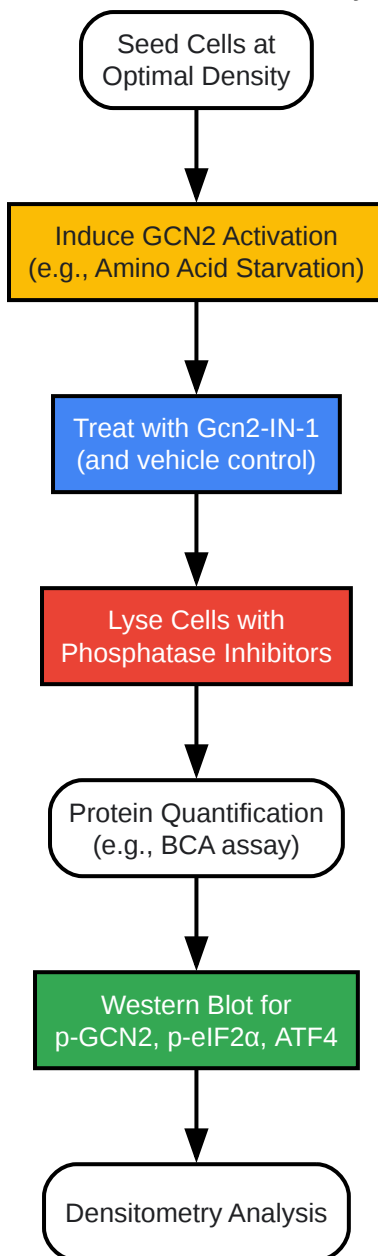 Seed Cells at
Optimal Density
Induce GCN2 Activation
(e.g., Amino Acid Starvation)
Treat with Gcn2-IN-1
(and vehicle control)
Lyse Cells with
Phosphatase Inhibitors
Protein Quantification
(e.g., BCA assay)
Western Blot for
p-GCN2, p-eIF2α, ATF4
Densitometry Analysis